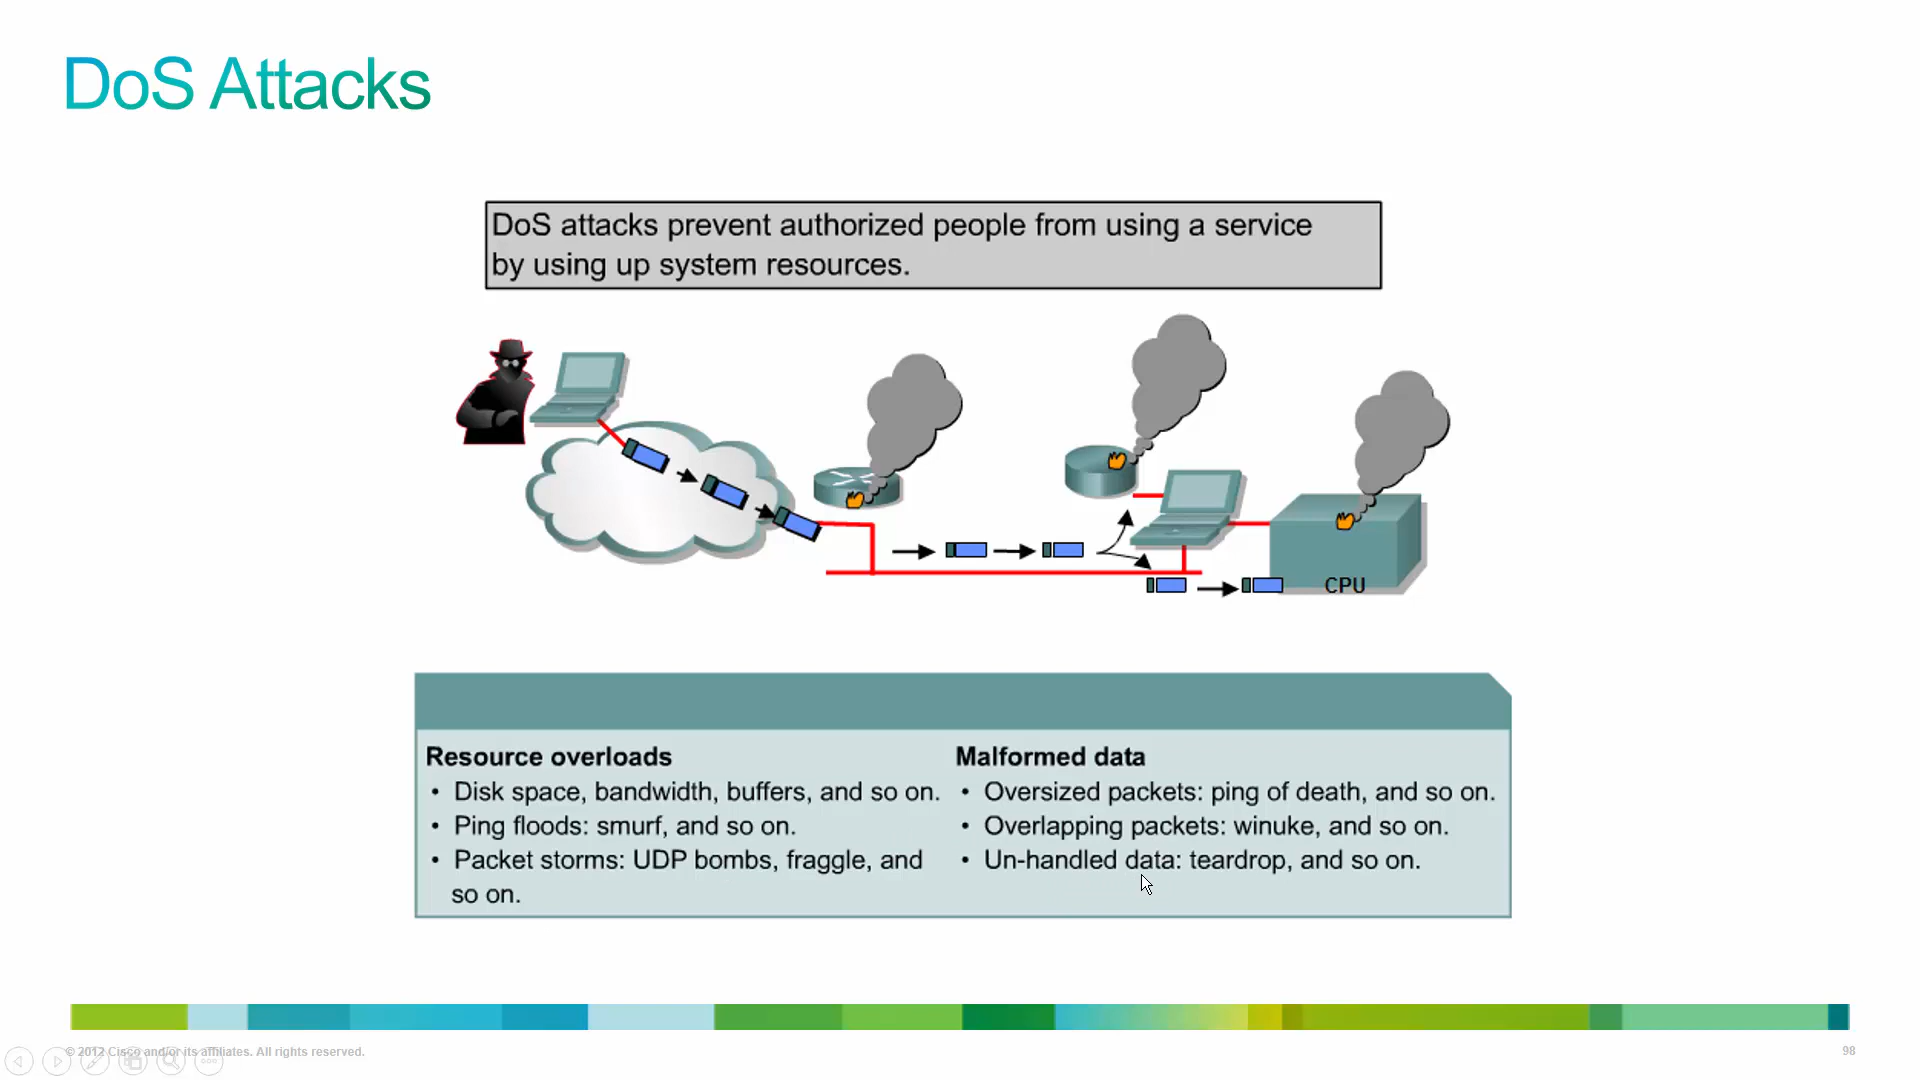 DoS Attacks
DoS attacks prevent authorized people from using a service
by using up system resources.
CPU
Resource overloads
• Disk space, bandwidth, buffers, and so on.
• Ping floods: smurf, and so on.
• Packet storms: UDP bombs, fraggle, and
so on.
Malformed data
• Oversized packets: ping of death, and so on.
• Overlapping packets: winuke, and so on.
• Un-handled data: teardrop, and so on.
© 2012 Cisco and/or its affiliates. All rights reserved.
98